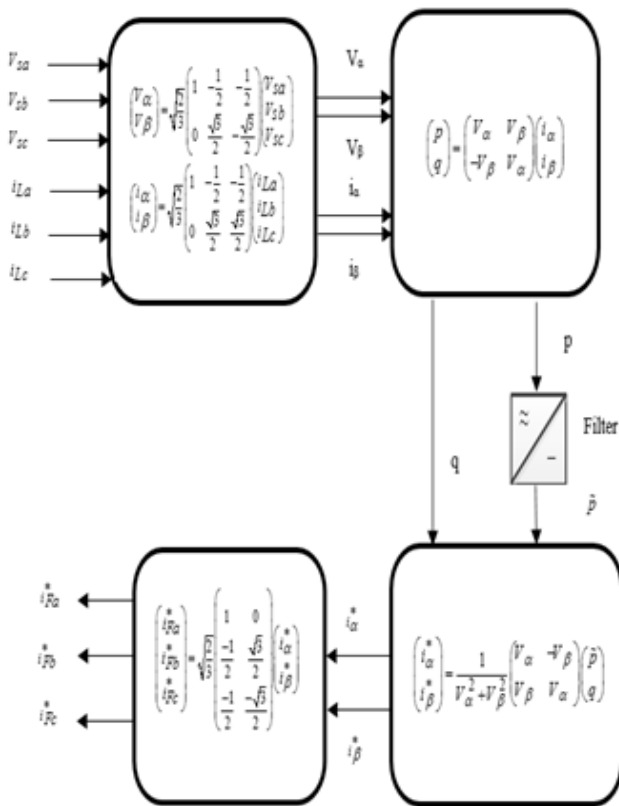 V_sa
V_sb
V_sc
i_La
i_Lb
i_Lc
(V_α; V_β) = √(2/3) (1 -1/2 -1/2; 0 √3/2 -√3/2) (V_sa; V_sb; V_sc)
(i_α; i_β) = √(2/3) (1 -1/2 -1/2; 0 √3/2 √3/2) (i_La; i_Lb; i_Lc)
V_α
V_β
i_α
i_β
(p; q) = (V_α V_β; -V_β V_α) (i_α; i_β)
p
q
Filter
≈
–
p̃
i*_Fa
i*_Fb
i*_Fc
(i*_Fa; i*_Fb; i*_Fc) = √(2/3) (1 0; -1/2 √3/2; -1/2 -√3/2) (i*_α; i*_β)
i*_α
i*_β
(i*_α; i*_β) = 1/(V_α^2+V_β^2) (V_α -V_β; V_β V_α) (p̃; q)